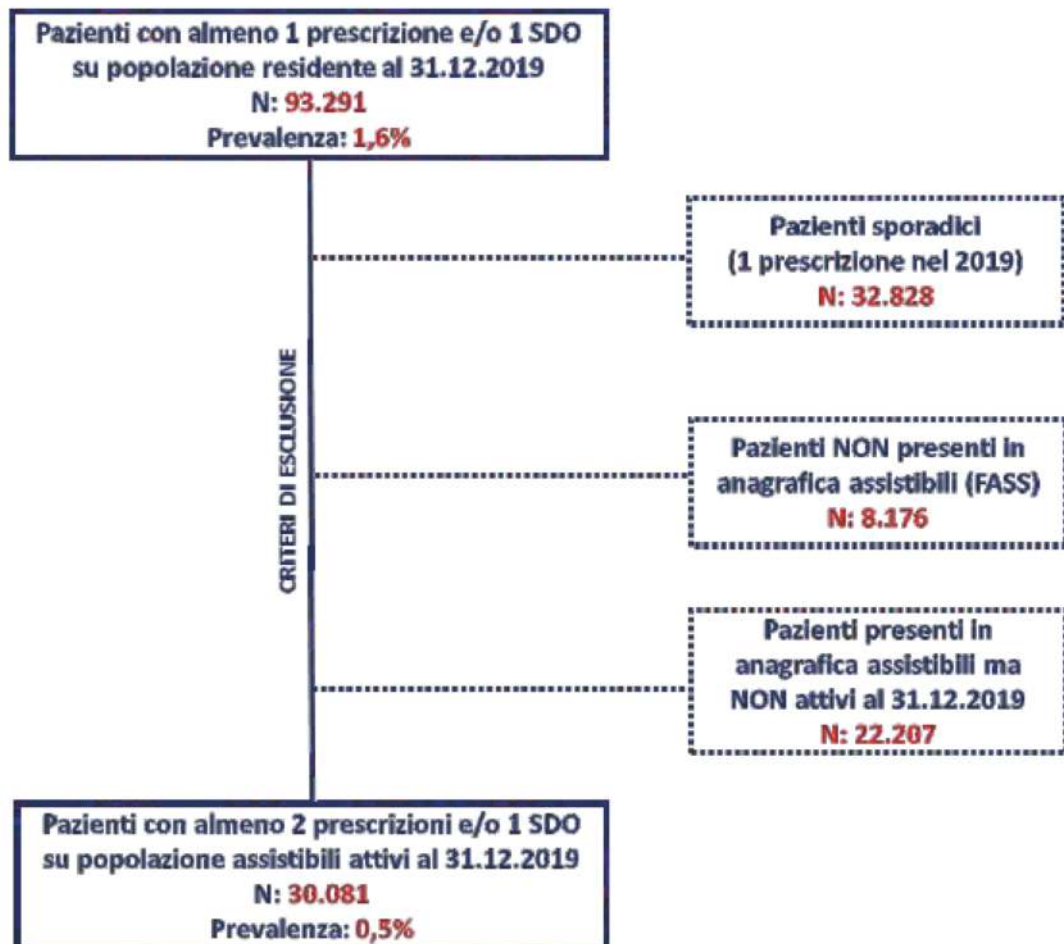 Pazienti con almeno 1 prescrizione e/o 1 SDO
su popolazione residente al 31.12.2019
N: 93.291
Prevalenza: 1,6%
Pazienti sporadici
(1 prescrizione nel 2019)
N: 32.828
CRITERI DI ESCLUSIONE
Pazienti NON presenti in
anagrafica assistibili (FASS)
N: 8.176
Pazienti presenti in
anagrafica assistibili ma
NON attivi al 31.12.2019
N: 22.207
Pazienti con almeno 2 prescrizioni e/o 1 SDO
su popolazione assistibili attivi al 31.12.2019
N: 30.081
Prevalenza: 0,5%